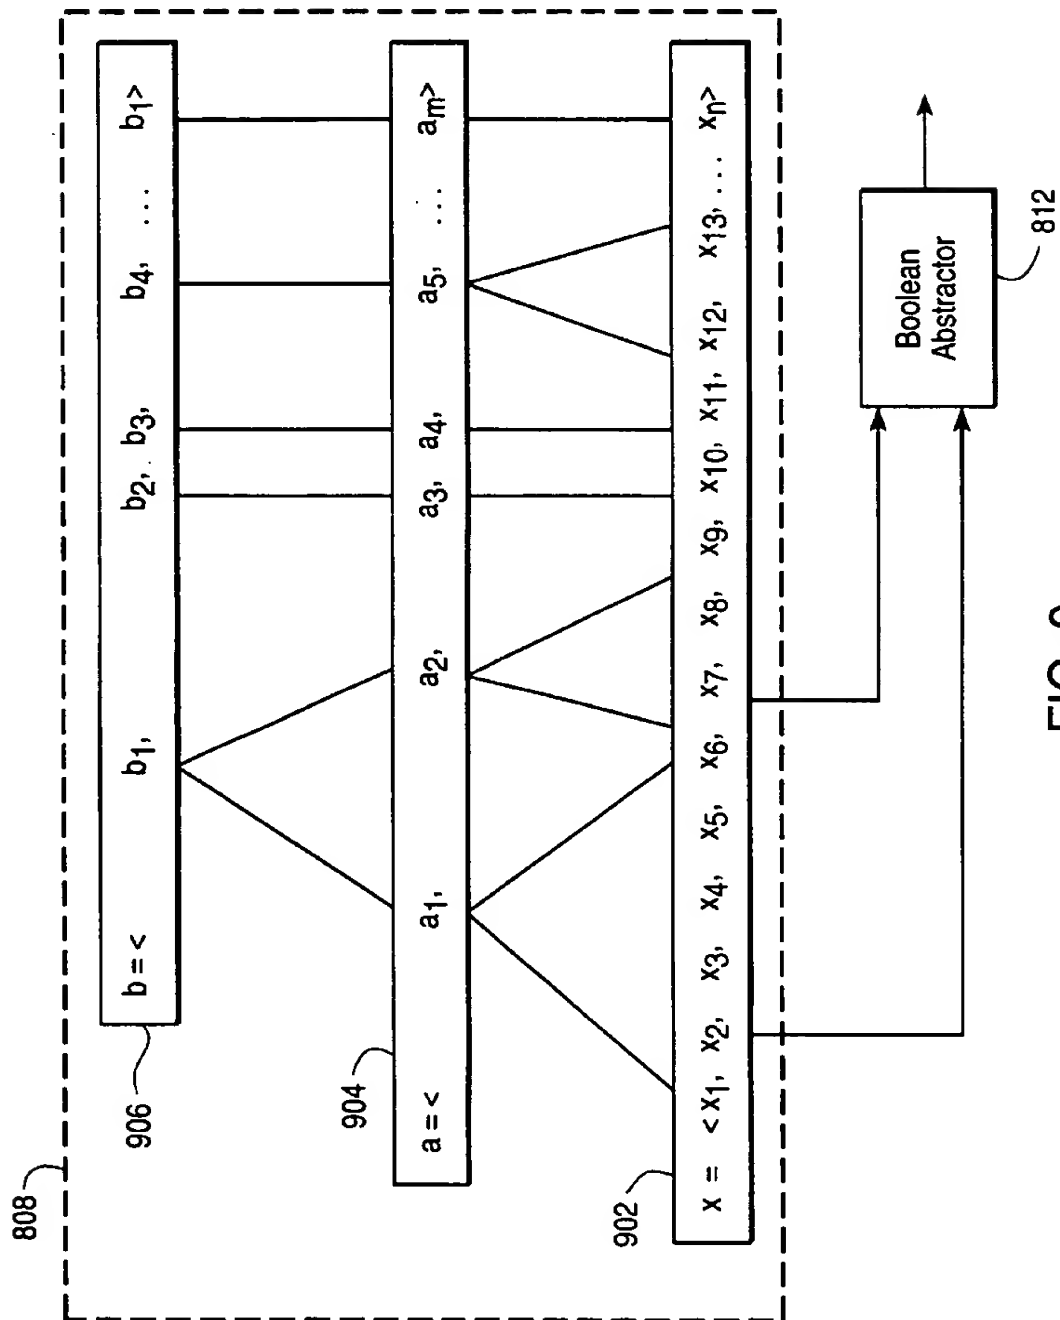 808
906
b = < b1, b2, b3, b4, ... b1>
904
a = < a1, a2, a3, a4, a5, ... am>
902
x = < x1, x2, x3, x4, x5, x6, x7, x8, x9, x10, x11, x12, x13, ... xn>
Boolean
Abstractor
812
FIG.